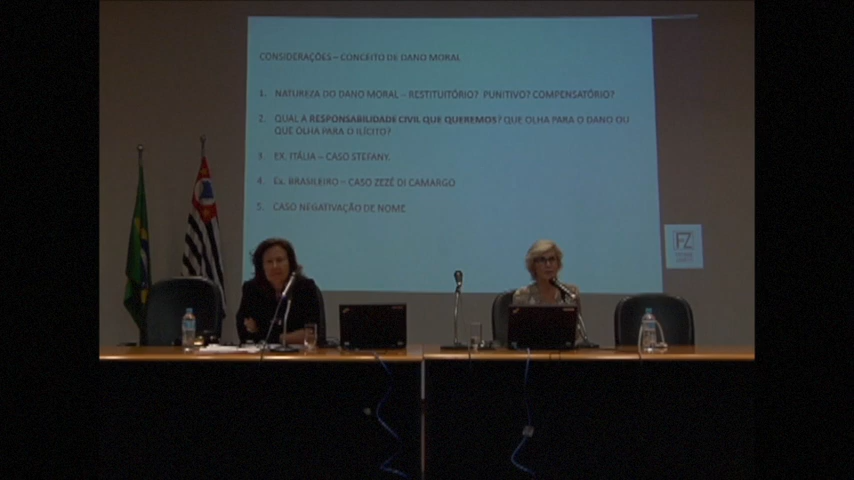 CONSIDERAÇÕES – CONCEITO DE DANO MORAL
1. NATUREZA DO DANO MORAL – RESTITUITÓRIO? PUNITIVO? COMPENSATÓRIO?
2. QUAL A RESPONSABILIDADE CIVIL QUE QUEREMOS? QUE OLHA PARA O DANO OU
QUE OLHA PARA O ILÍCITO?
3. EX. ITÁLIA – CASO STEFANY.
4. Ex. BRASILEIRO – CASO ZEZÉ DI CAMARGO
5. CASO NEGATIVAÇÃO DE NOME
FZ